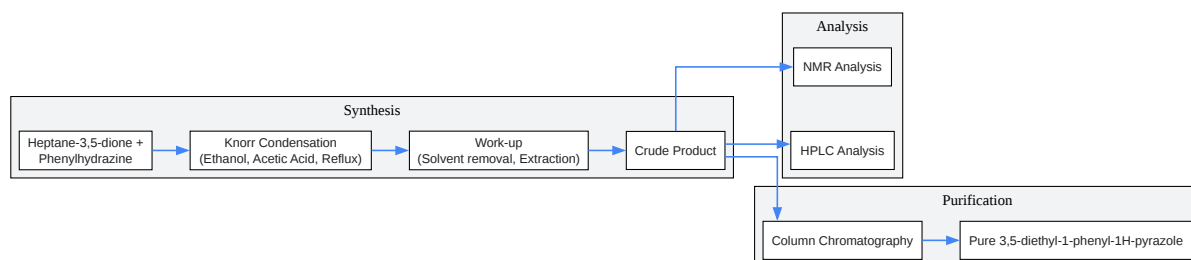 Analysis
NMR Analysis
Synthesis
Heptane-3,5-dione +
Phenylhydrazine
Knorr Condensation
(Ethanol, Acetic Acid, Reflux)
Work-up
(Solvent removal, Extraction)
Crude Product
HPLC Analysis
Purification
Column Chromatography
Pure 3,5-diethyl-1-phenyl-1H-pyrazole